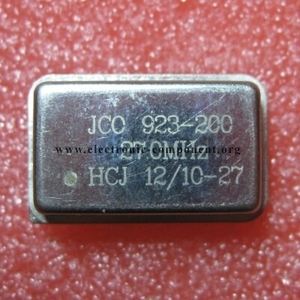 JCO 923-200
www.electronic-component.org
HCJ 12/10-27